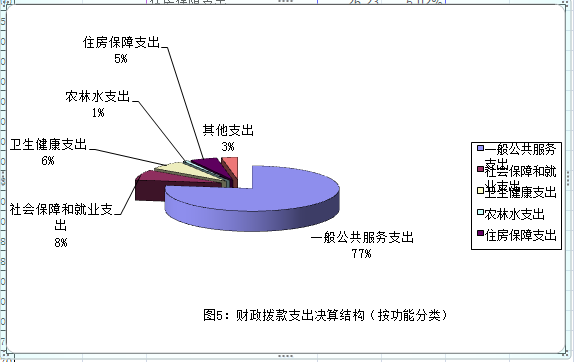 住房保障支出
5%
农林水支出
1%
卫生健康支出
6%
其他支出
3%
社会保障和就业支
出
8%
一般公共服务支出
77%
一般公共服务
支出
社会保障和就
业支出
卫生健康支出
农林水支出
住房保障支出
图5：财政拨款支出决算结构（按功能分类）